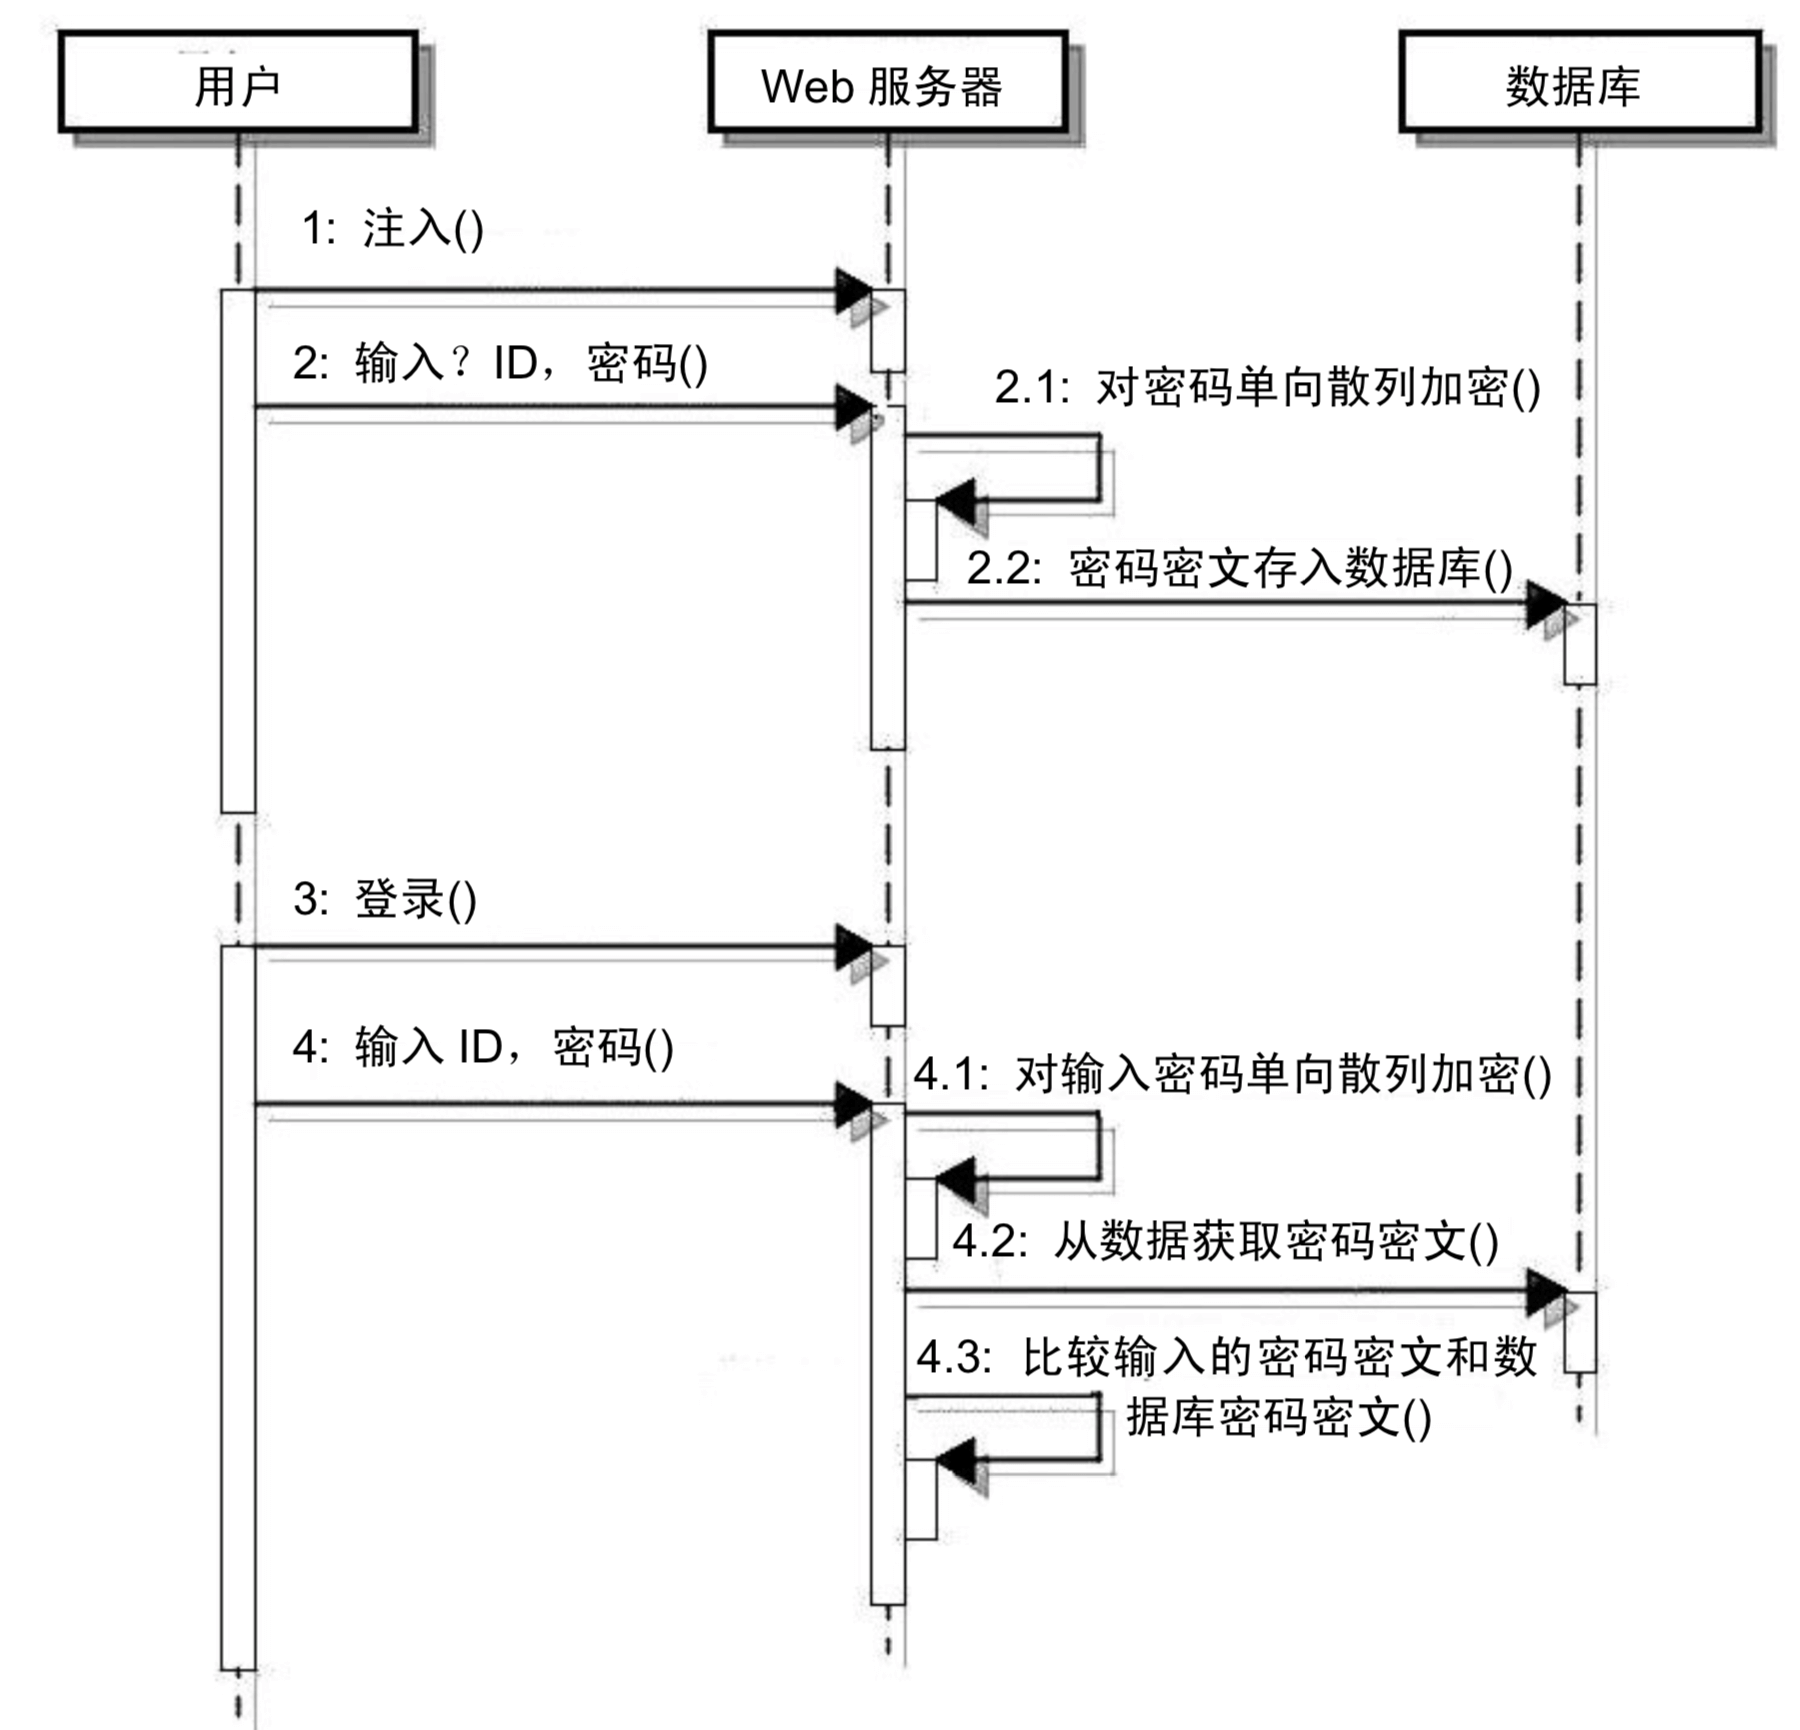 用户
Web 服务器
数据库
1: 注入()
2: 输入？ID，密码()
2.1: 对密码单向散列加密()
2.2: 密码密文存入数据库()
3: 登录()
4: 输入 ID，密码()
4.1: 对输入密码单向散列加密()
4.2: 从数据获取密码密文()
4.3: 比较输入的密码密文和数
据库密码密文()